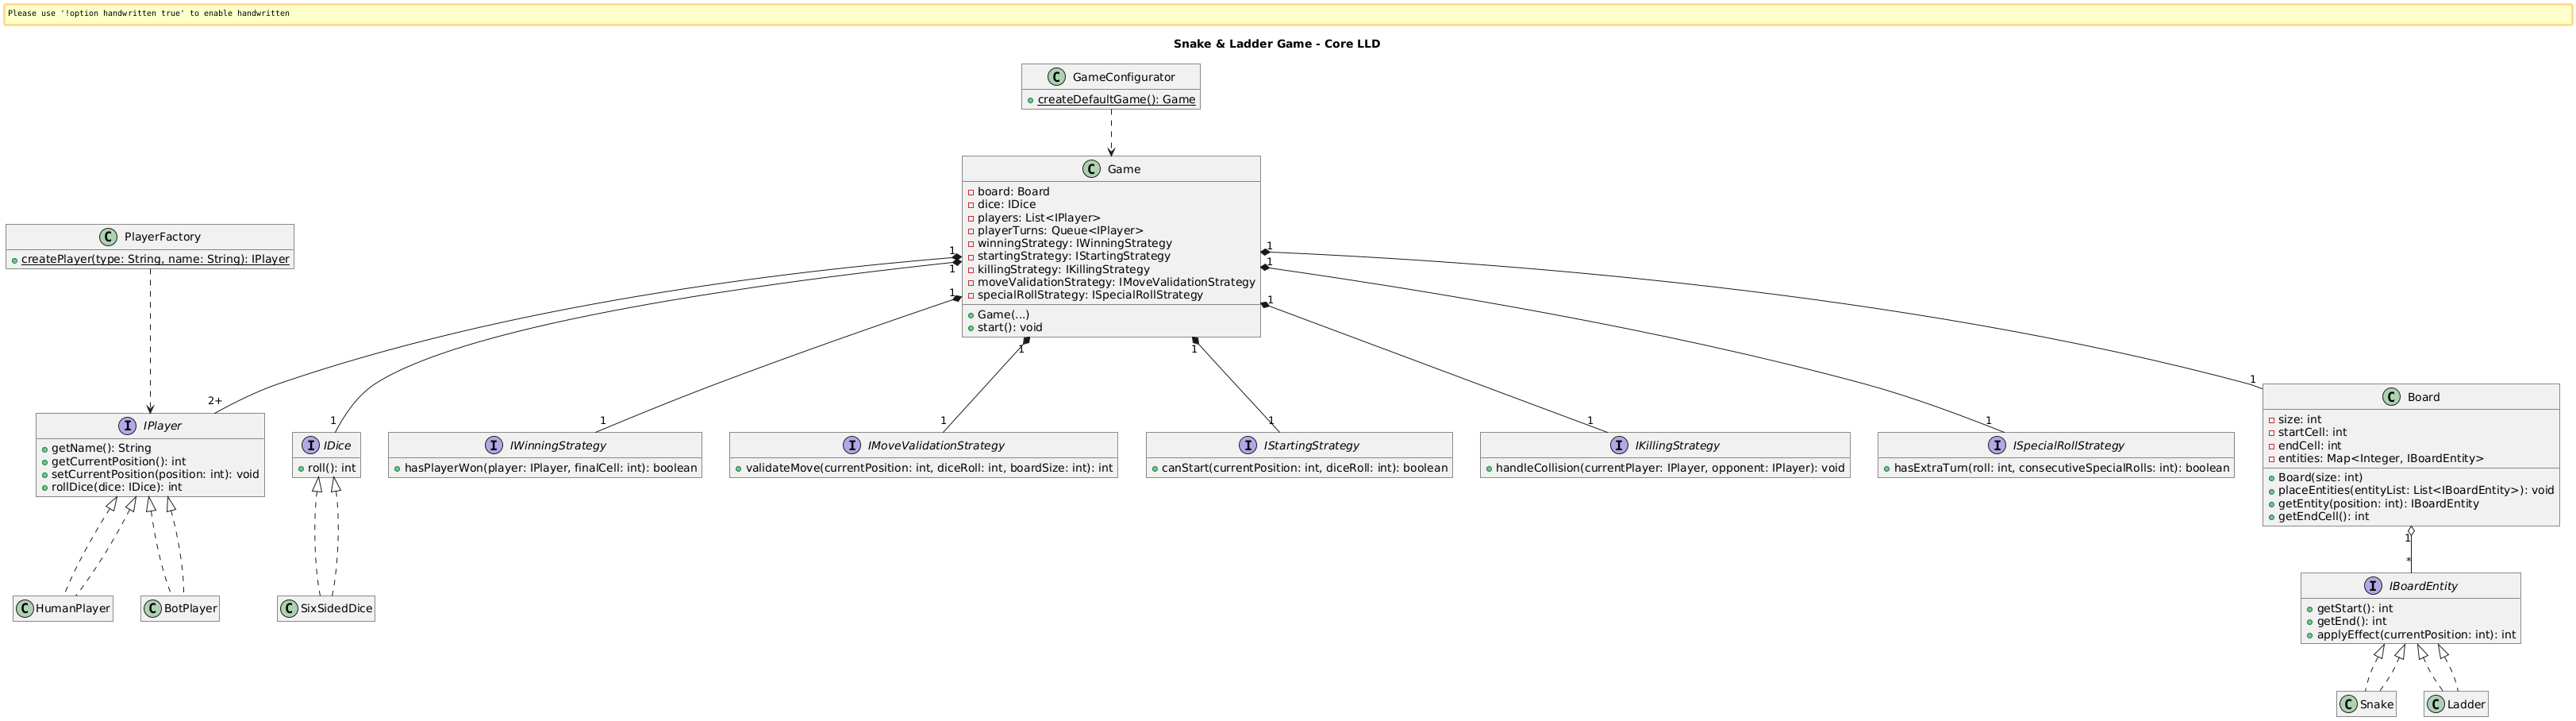 Please use '!option handwritten true' to enable handwritten
Snake & Ladder Game - Core LLD
C GameConfigurator
createDefaultGame(): Game
C Game
board: Board
dice: IDice
players: List<IPlayer>
playerTurns: Queue<IPlayer>
winningStrategy: IWinningStrategy
startingStrategy: IStartingStrategy
killingStrategy: IKillingStrategy
moveValidationStrategy: IMoveValidationStrategy
specialRollStrategy: ISpecialRollStrategy
Game(...)
start(): void
C PlayerFactory
createPlayer(type: String, name: String): IPlayer
1
1
1
1
1
1
1
1
2+
1
1
1
1
1
1
1
I IPlayer
getName(): String
getCurrentPosition(): int
setCurrentPosition(position: int): void
rollDice(dice: IDice): int
I IDice
roll(): int
I IWinningStrategy
hasPlayerWon(player: IPlayer, finalCell: int): boolean
I IMoveValidationStrategy
validateMove(currentPosition: int, diceRoll: int, boardSize: int): int
I IStartingStrategy
canStart(currentPosition: int, diceRoll: int): boolean
I IKillingStrategy
handleCollision(currentPlayer: IPlayer, opponent: IPlayer): void
I ISpecialRollStrategy
hasExtraTurn(roll: int, consecutiveSpecialRolls: int): boolean
C Board
size: int
startCell: int
endCell: int
entities: Map<Integer, IBoardEntity>
Board(size: int)
placeEntities(entityList: List<IBoardEntity>): void
getEntity(position: int): IBoardEntity
getEndCell(): int
1
*
C HumanPlayer
C BotPlayer
C SixSidedDice
I IBoardEntity
getStart(): int
getEnd(): int
applyEffect(currentPosition: int): int
C Snake
C Ladder